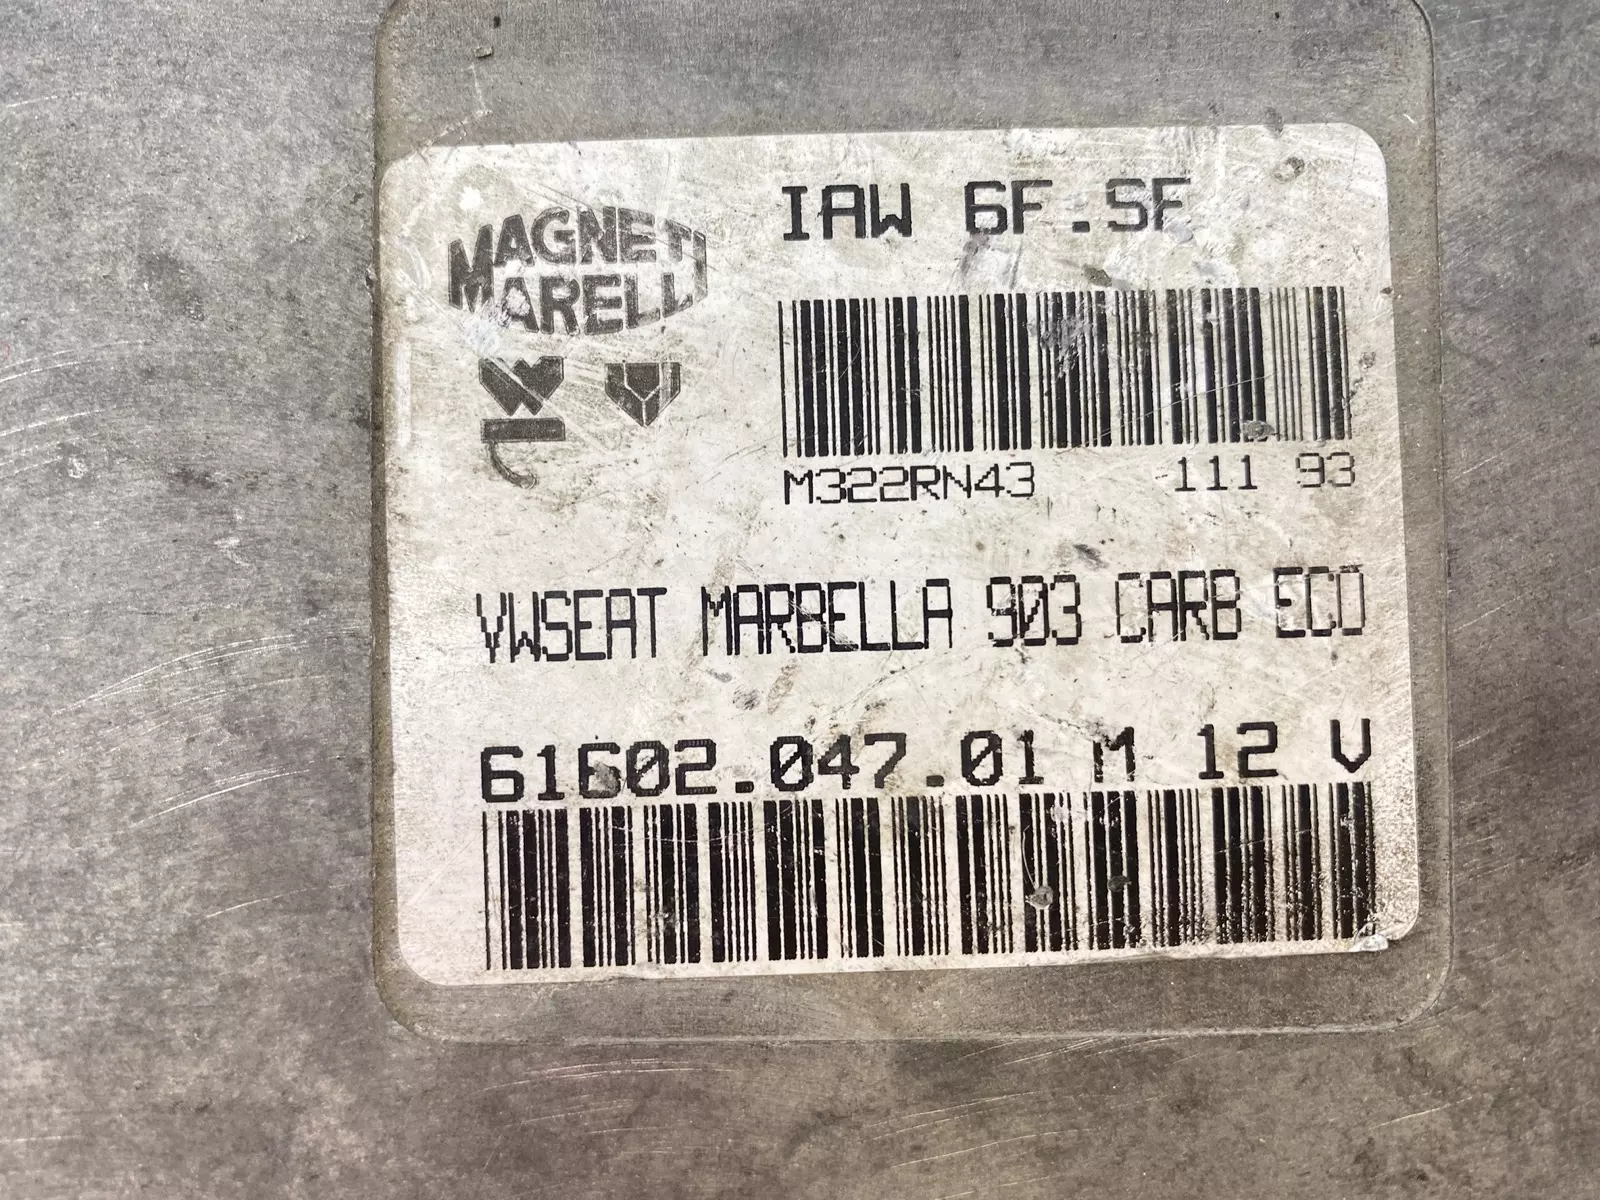 IAW 6F.SF
MAGNETI
MARELLI
M322RN43 111 93
VWSEAT MARBELLA 903 CARB ECO
61602.047.01 M 12 V